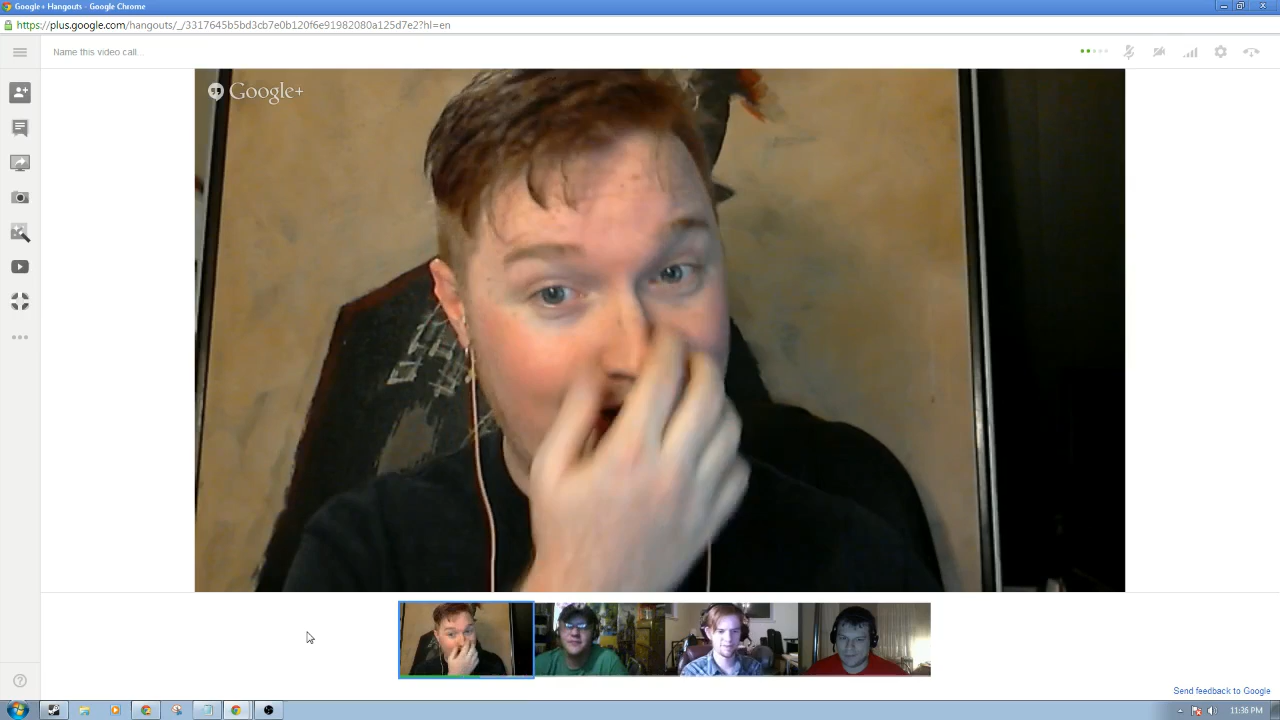 Google+ Hangouts - Google Chrome
https://plus.google.com/hangouts/_/3317645b5bd3cb7e0b120f6e91982080a125d7e2?hl=en
Name this video call...
Google+
Send feedback to Google
11:36 PM